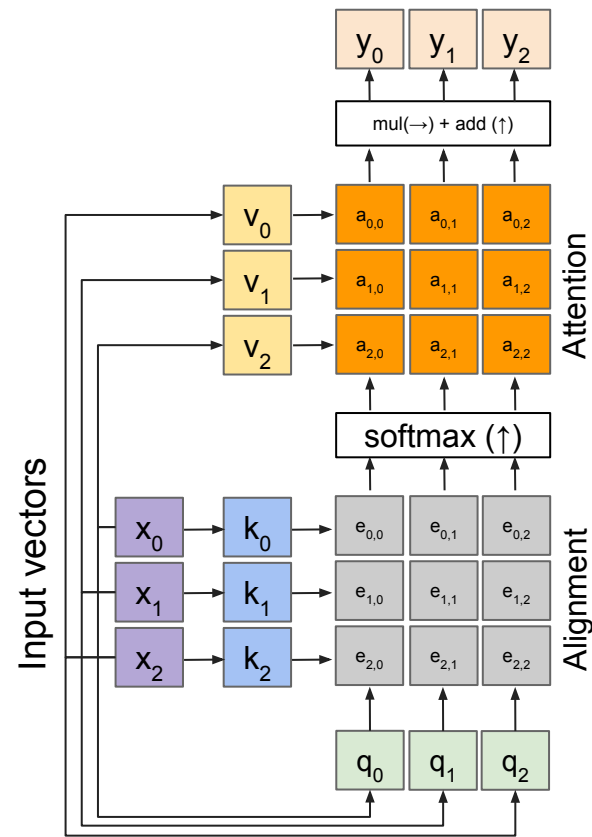 y0 y1 y2
mul(→) + add (↑)
v0 a0,0 a0,1 a0,2
v1 a1,0 a1,1 a1,2
v2 a2,0 a2,1 a2,2
Attention
softmax (↑)
Input vectors
x0 k0 e0,0 e0,1 e0,2
x1 k1 e1,0 e1,1 e1,2
x2 k2 e2,0 e2,1 e2,2
Alignment
q0 q1 q2